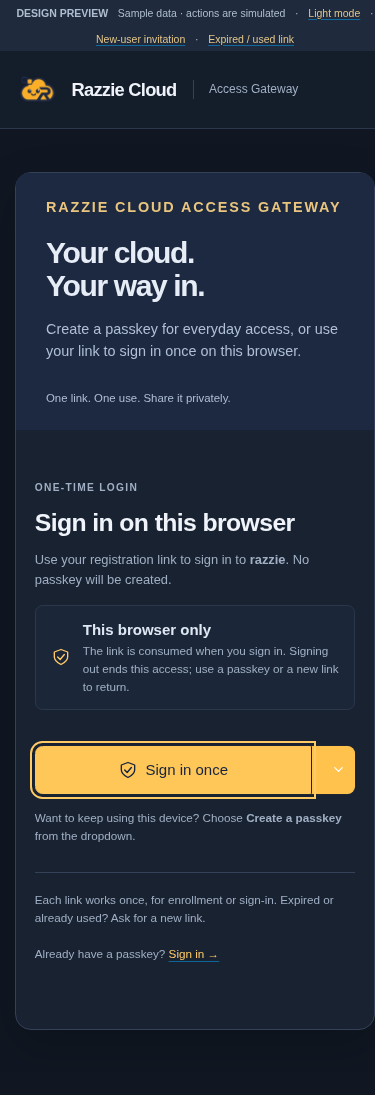 DESIGN PREVIEW Sample data · actions are simulated · Light mode ·
New-user invitation · Expired / used link
Razzie Cloud Access Gateway
RAZZIE CLOUD ACCESS GATEWAY
Your cloud.
Your way in.
Create a passkey for everyday access, or use
your link to sign in once on this browser.
One link. One use. Share it privately.
ONE-TIME LOGIN
Sign in on this browser
Use your registration link to sign in to razzie. No
passkey will be created.
This browser only
The link is consumed when you sign in. Signing
out ends this access; use a passkey or a new link
to return.
Sign in once
Want to keep using this device? Choose Create a passkey
from the dropdown.
Each link works once, for enrollment or sign-in. Expired or
already used? Ask for a new link.
Already have a passkey? Sign in →